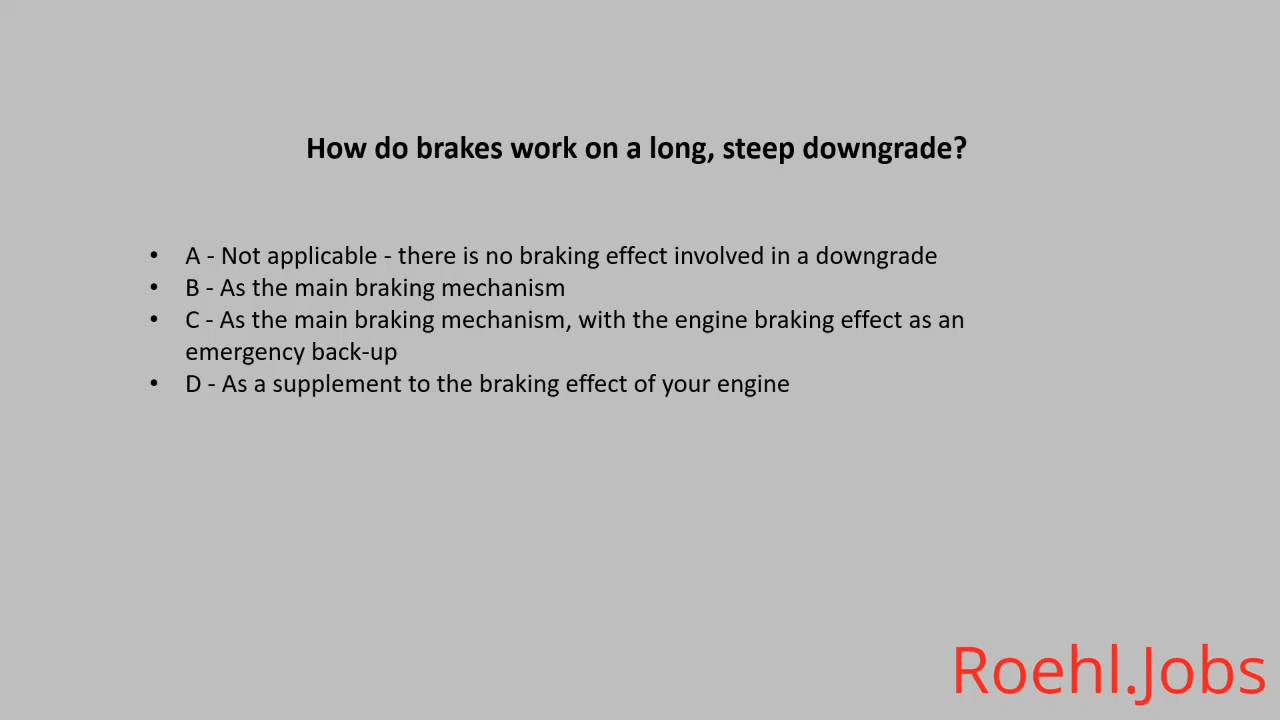 How do brakes work on a long, steep downgrade?
• A - Not applicable - there is no braking effect involved in a downgrade
• B - As the main braking mechanism
• C - As the main braking mechanism, with the engine braking effect as an
emergency back-up
• D - As a supplement to the braking effect of your engine
Roehl.Jobs